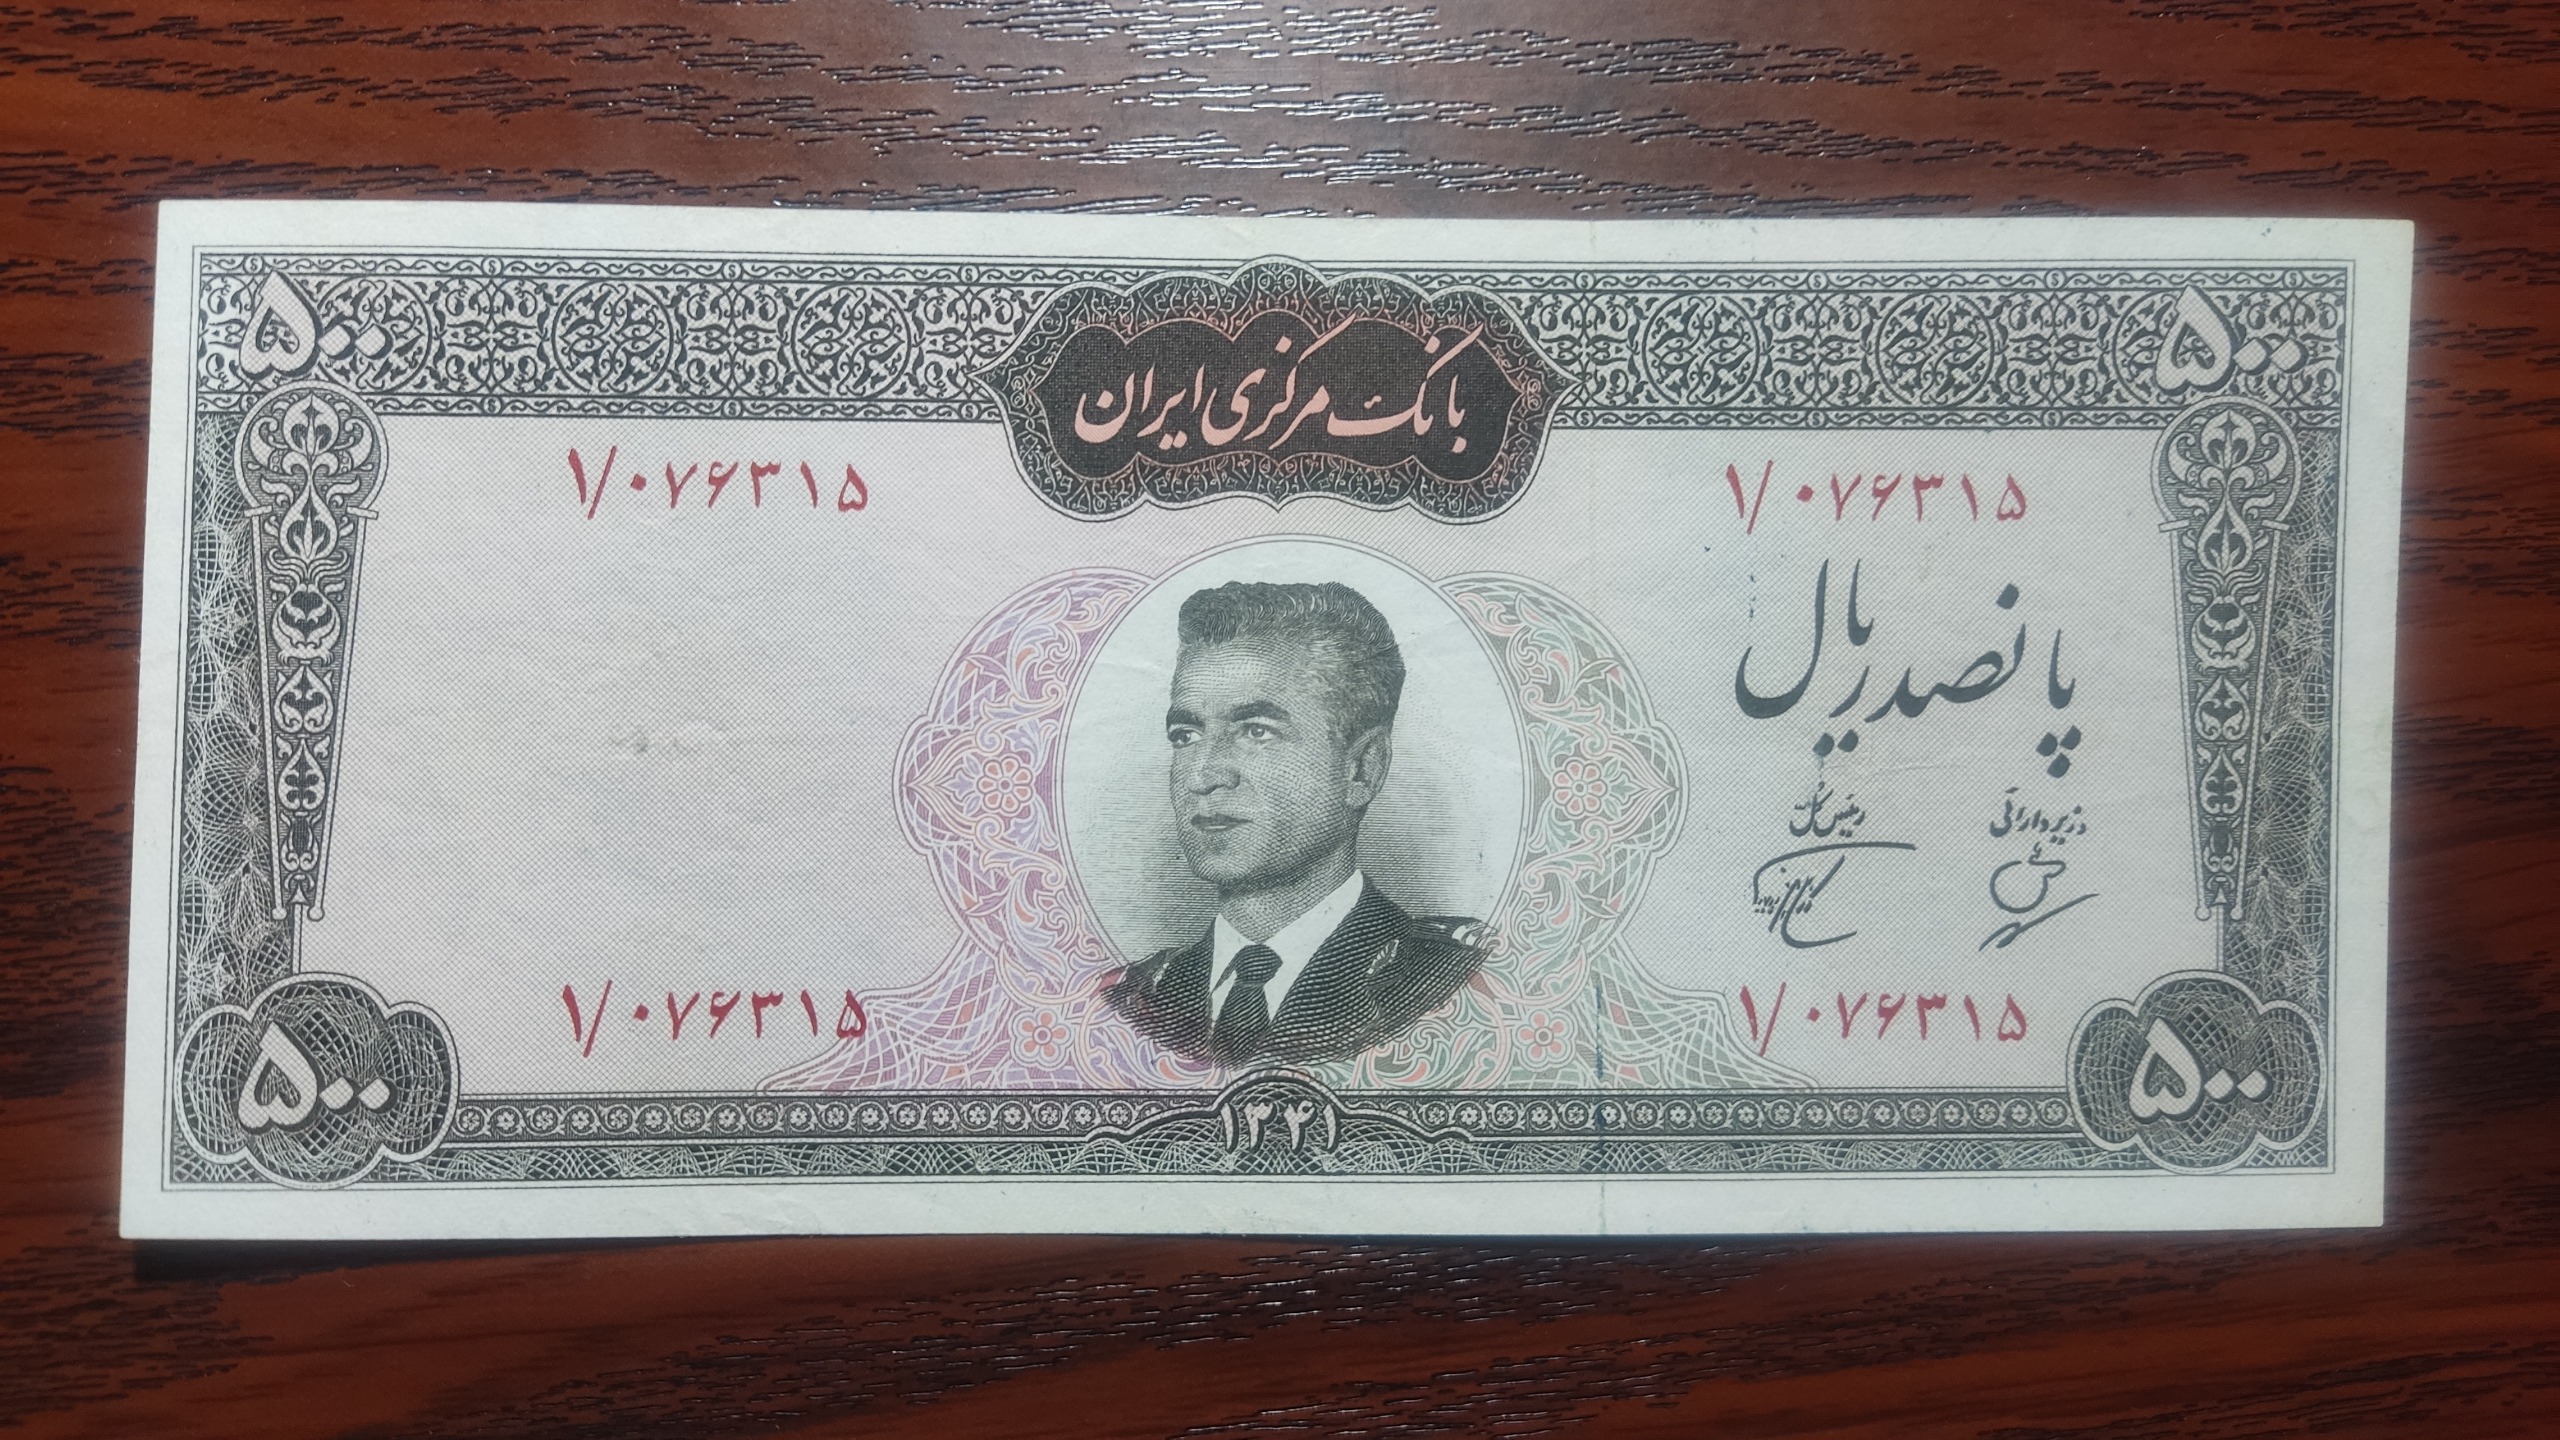 ۵۰۰ ۵۰۰
بانک مرکزی ایران
۱/۰۷۶۳۱۵ ۱/۰۷۶۳۱۵
پانصد ریال
وزیر دارائی رئیس کل
۱/۰۷۶۳۱۵ ۱/۰۷۶۳۱۵
۵۰۰ ۵۰۰
۱۳۴۱